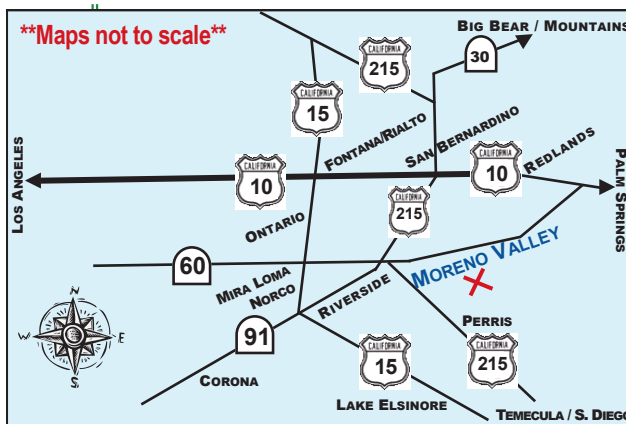 **Maps not to scale**
BIG BEAR / MOUNTAINS
CALIFORNIA
215
30
CALIFORNIA
15
FONTANA/RIALTO
SAN BERNARDINO
REDLANDS
LOS ANGELES
CALIFORNIA
10
CALIFORNIA
10
PALM SPRINGS
CALIFORNIA
215
ONTARIO
60
MORENO VALLEY
MIRA LOMA
NORCO
RIVERSIDE
N
W
E
S
91
PERRIS
CALIFORNIA
15
CALIFORNIA
215
CORONA
LAKE ELSINORE
TEMECULA / S. DIEGO